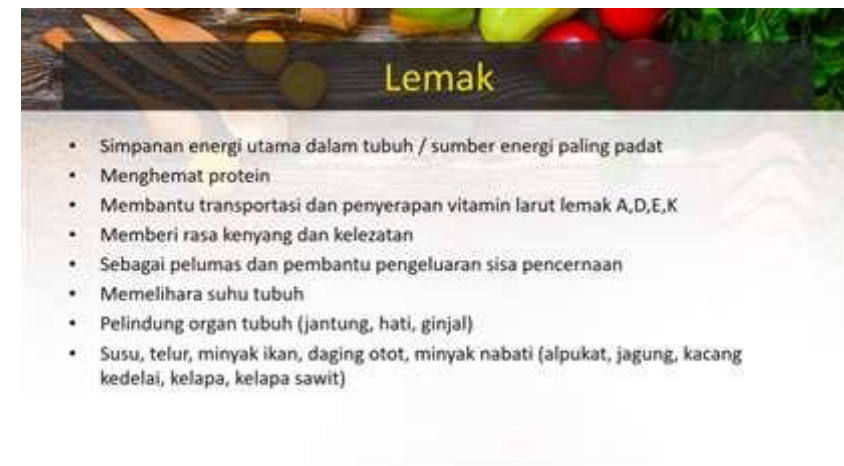 Lemak
• Simpanan energi utama dalam tubuh / sumber energi paling padat
• Menghemat protein
• Membantu transportasi dan penyerapan vitamin larut lemak A,D,E,K
• Memberi rasa kenyang dan kelezatan
• Sebagai pelumas dan pembantu pengeluaran sisa pencernaan
• Memelihara suhu tubuh
• Pelindung organ tubuh (jantung, hati, ginjal)
• Susu, telur, minyak ikan, daging otot, minyak nabati (alpukat, jagung, kacang
kedelai, kelapa, kelapa sawit)